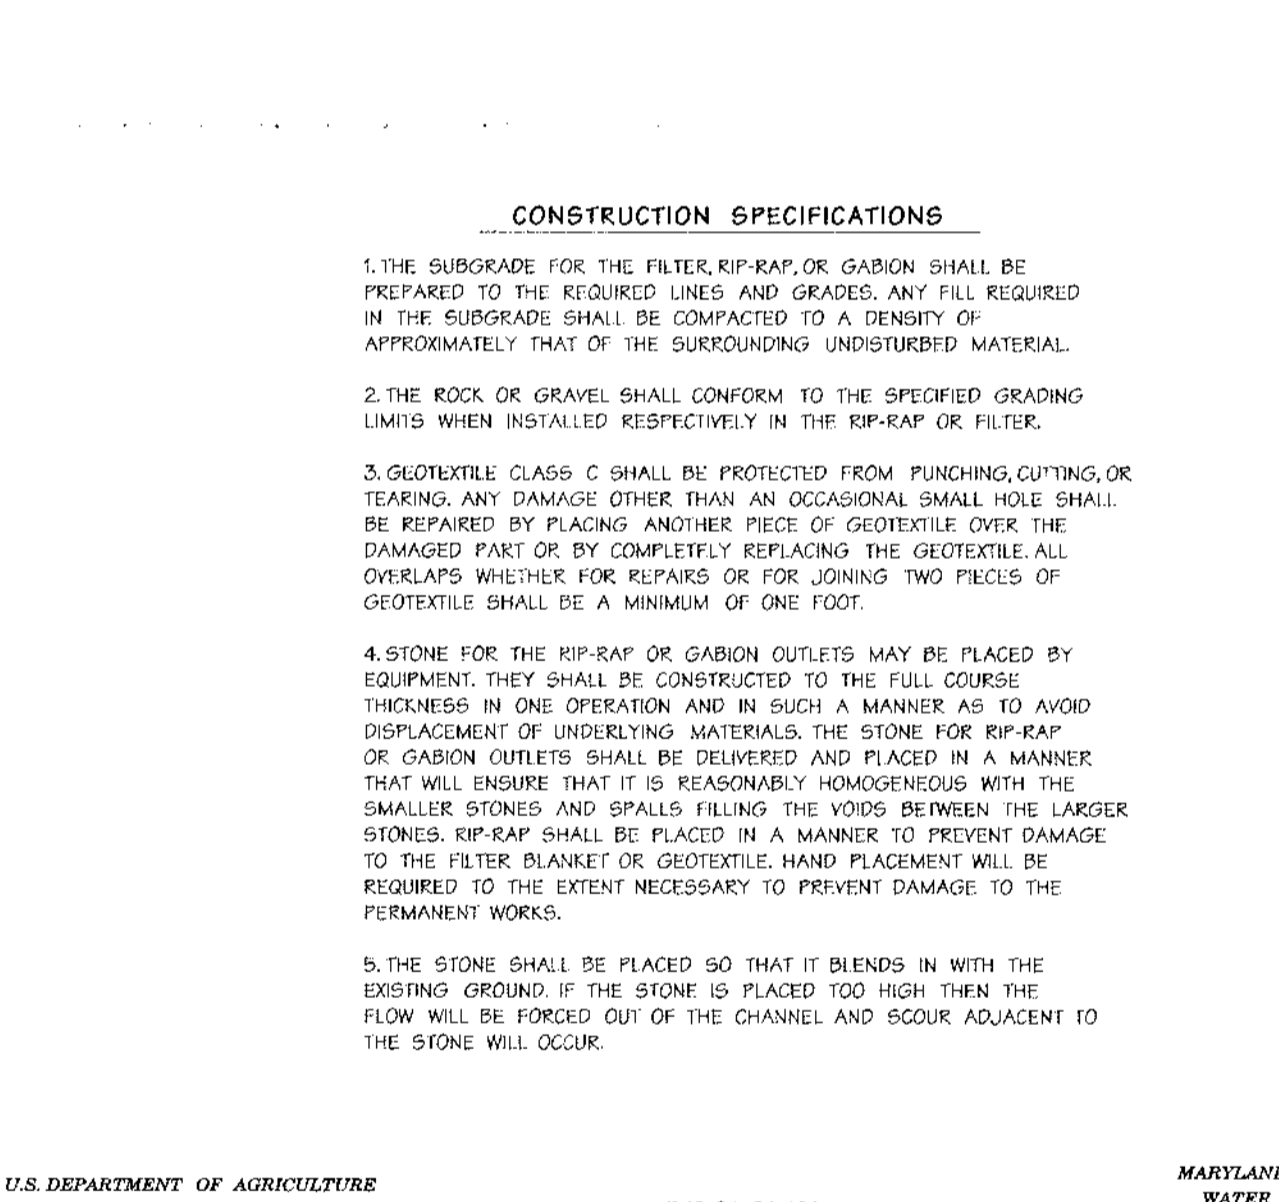 CONSTRUCTION SPECIFICATIONS
1. THE SUBGRADE FOR THE FILTER, RIP-RAP, OR GABION SHALL BE
PREPARED TO THE REQUIRED LINES AND GRADES. ANY FILL REQUIRED
IN THE SUBGRADE SHALL BE COMPACTED TO A DENSITY OF
APPROXIMATELY THAT OF THE SURROUNDING UNDISTURBED MATERIAL.
2. THE ROCK OR GRAVEL SHALL CONFORM TO THE SPECIFIED GRADING
LIMITS WHEN INSTALLED RESPECTIVELY IN THE RIP-RAP OR FILTER.
3. GEOTEXTILE CLASS C SHALL BE PROTECTED FROM PUNCHING, CUTTING, OR
TEARING. ANY DAMAGE OTHER THAN AN OCCASIONAL SMALL HOLE SHALL
BE REPAIRED BY PLACING ANOTHER PIECE OF GEOTEXTILE OVER THE
DAMAGED PART OR BY COMPLETELY REPLACING THE GEOTEXTILE. ALL
OVERLAPS WHETHER FOR REPAIRS OR FOR JOINING TWO PIECES OF
GEOTEXTILE SHALL BE A MINIMUM OF ONE FOOT.
4. STONE FOR THE RIP-RAP OR GABION OUTLETS MAY BE PLACED BY
EQUIPMENT. THEY SHALL BE CONSTRUCTED TO THE FULL COURSE
THICKNESS IN ONE OPERATION AND IN SUCH A MANNER AS TO AVOID
DISPLACEMENT OF UNDERLYING MATERIALS. THE STONE FOR RIP-RAP
OR GABION OUTLETS SHALL BE DELIVERED AND PLACED IN A MANNER
THAT WILL ENSURE THAT IT IS REASONABLY HOMOGENEOUS WITH THE
SMALLER STONES AND SPALLS FILLING THE VOIDS BETWEEN THE LARGER
STONES. RIP-RAP SHALL BE PLACED IN A MANNER TO PREVENT DAMAGE
TO THE FILTER BLANKET OR GEOTEXTILE. HAND PLACEMENT WILL BE
REQUIRED TO THE EXTENT NECESSARY TO PREVENT DAMAGE TO THE
PERMANENT WORKS.
5. THE STONE SHALL BE PLACED SO THAT IT BLENDS IN WITH THE
EXISTING GROUND. IF THE STONE IS PLACED TOO HIGH THEN THE
FLOW WILL BE FORCED OUT OF THE CHANNEL AND SCOUR ADJACENT TO
THE STONE WILL OCCUR.
U.S. DEPARTMENT OF AGRICULTURE
MARYLAND
WATER